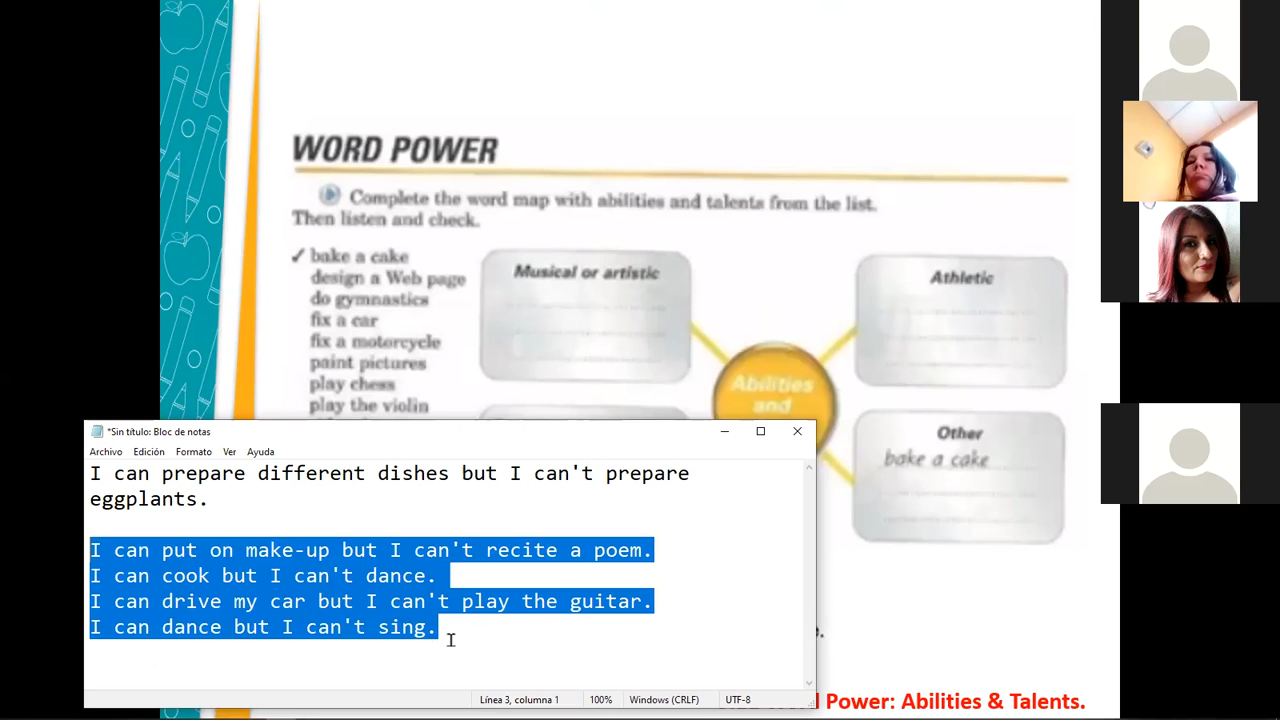 WORD POWER
Complete the word map with abilities and talents from the list.
Then listen and check.
✓ bake a cake
design a Web page
do gymnastics
fix a car
fix a motorcycle
paint pictures
play chess
play the violin
Musical or artistic
Athletic
Abilities
and
Other
bake a cake
*Sin título: Bloc de notas
Archivo Edición Formato Ver Ayuda
I can prepare different dishes but I can't prepare
eggplants.
I can put on make-up but I can't recite a poem.
I can cook but I can't dance.
I can drive my car but I can't play the guitar.
I can dance but I can't sing.
Línea 3, columna 1 100% Windows (CRLF) UTF-8
Power: Abilities & Talents.